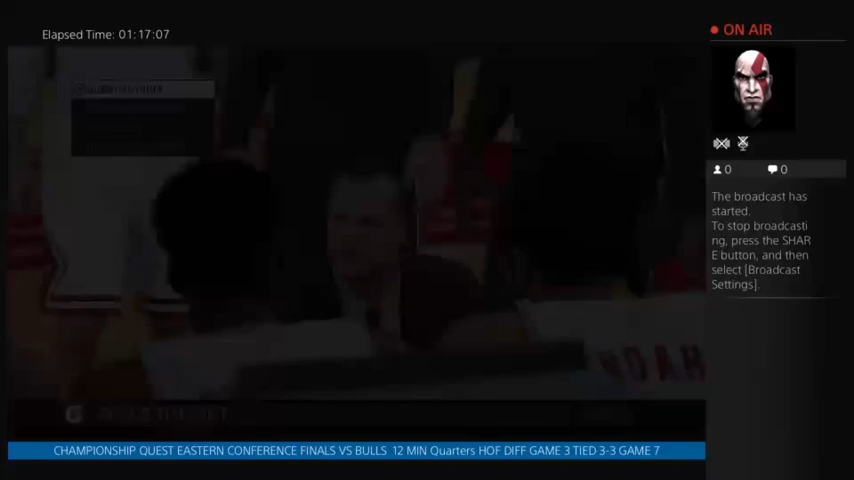 Elapsed Time: 01:17:07
ON AIR
0 0
The broadcast has
started.
To stop broadcasti
ng, press the SHAR
E button, and then
select [Broadcast
Settings].
NOAH
CHAMPIONSHIP QUEST EASTERN CONFERENCE FINALS VS BULLS 12 MIN Quarters HOF DIFF GAME 3 TIED 3-3 GAME 7